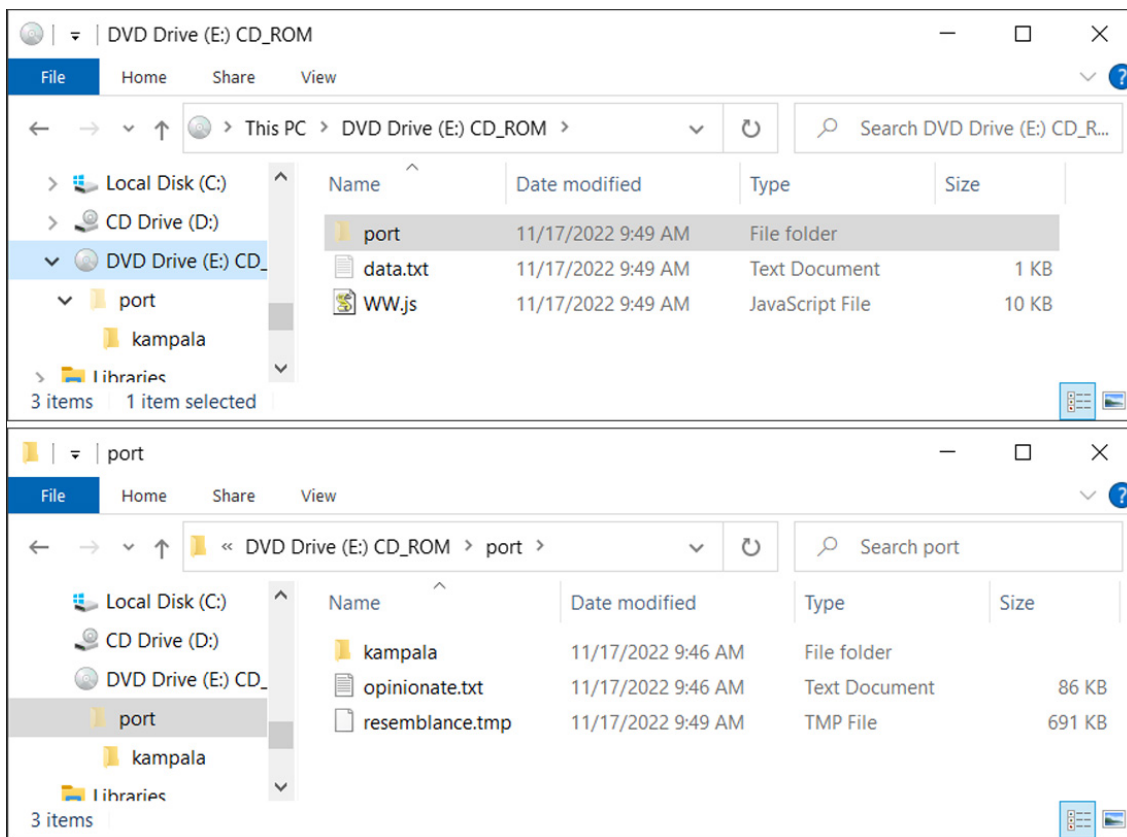 DVD Drive (E:) CD_ROM
File Home Share View
This PC > DVD Drive (E:) CD_ROM > Search DVD Drive (E:) CD_R...
Local Disk (C:)
CD Drive (D:)
DVD Drive (E:) CD_
port
kampala
Libraries
Name Date modified Type Size
port 11/17/2022 9:49 AM File folder
data.txt 11/17/2022 9:49 AM Text Document 1 KB
WW.js 11/17/2022 9:49 AM JavaScript File 10 KB
3 items 1 item selected
port
File Home Share View
« DVD Drive (E:) CD_ROM > port > Search port
Local Disk (C:)
CD Drive (D:)
DVD Drive (E:) CD_
port
kampala
Libraries
Name Date modified Type Size
kampala 11/17/2022 9:46 AM File folder
opinionate.txt 11/17/2022 9:46 AM Text Document 86 KB
resemblance.tmp 11/17/2022 9:49 AM TMP File 691 KB
3 items